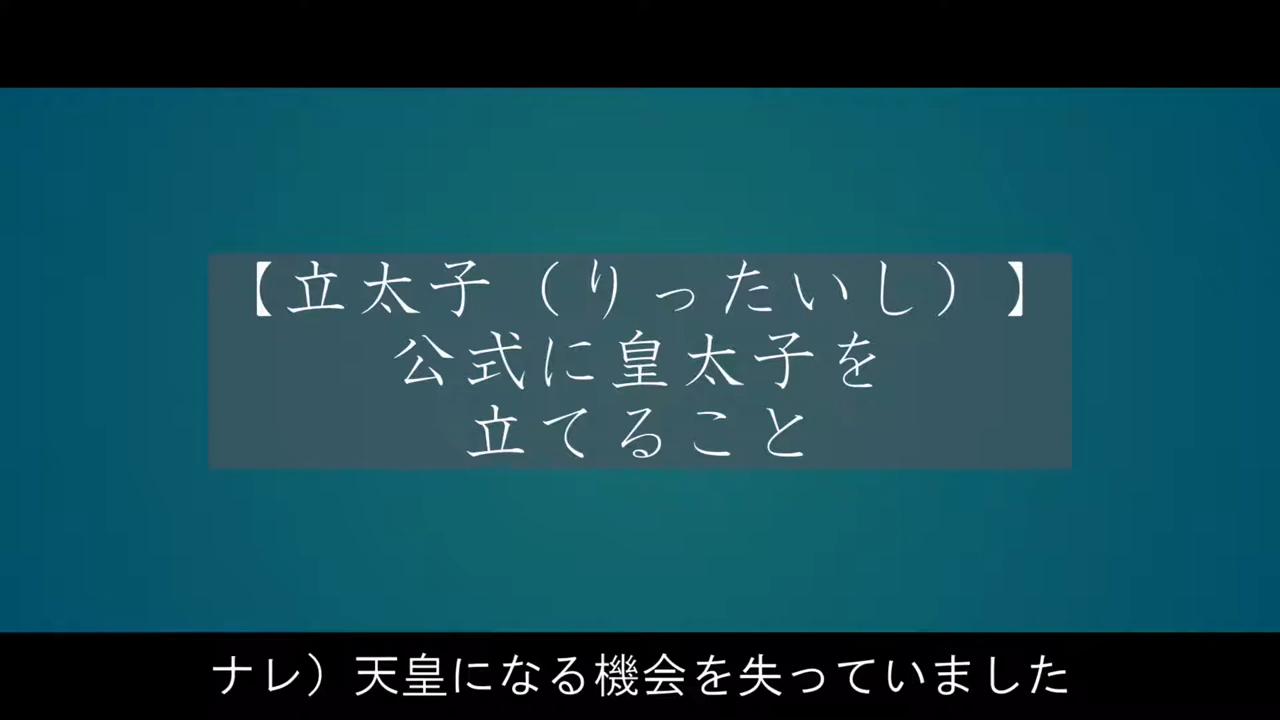 【立太子（りったいし）】
公式に皇太子を
立てること
ナレ）天皇になる機会を失っていました